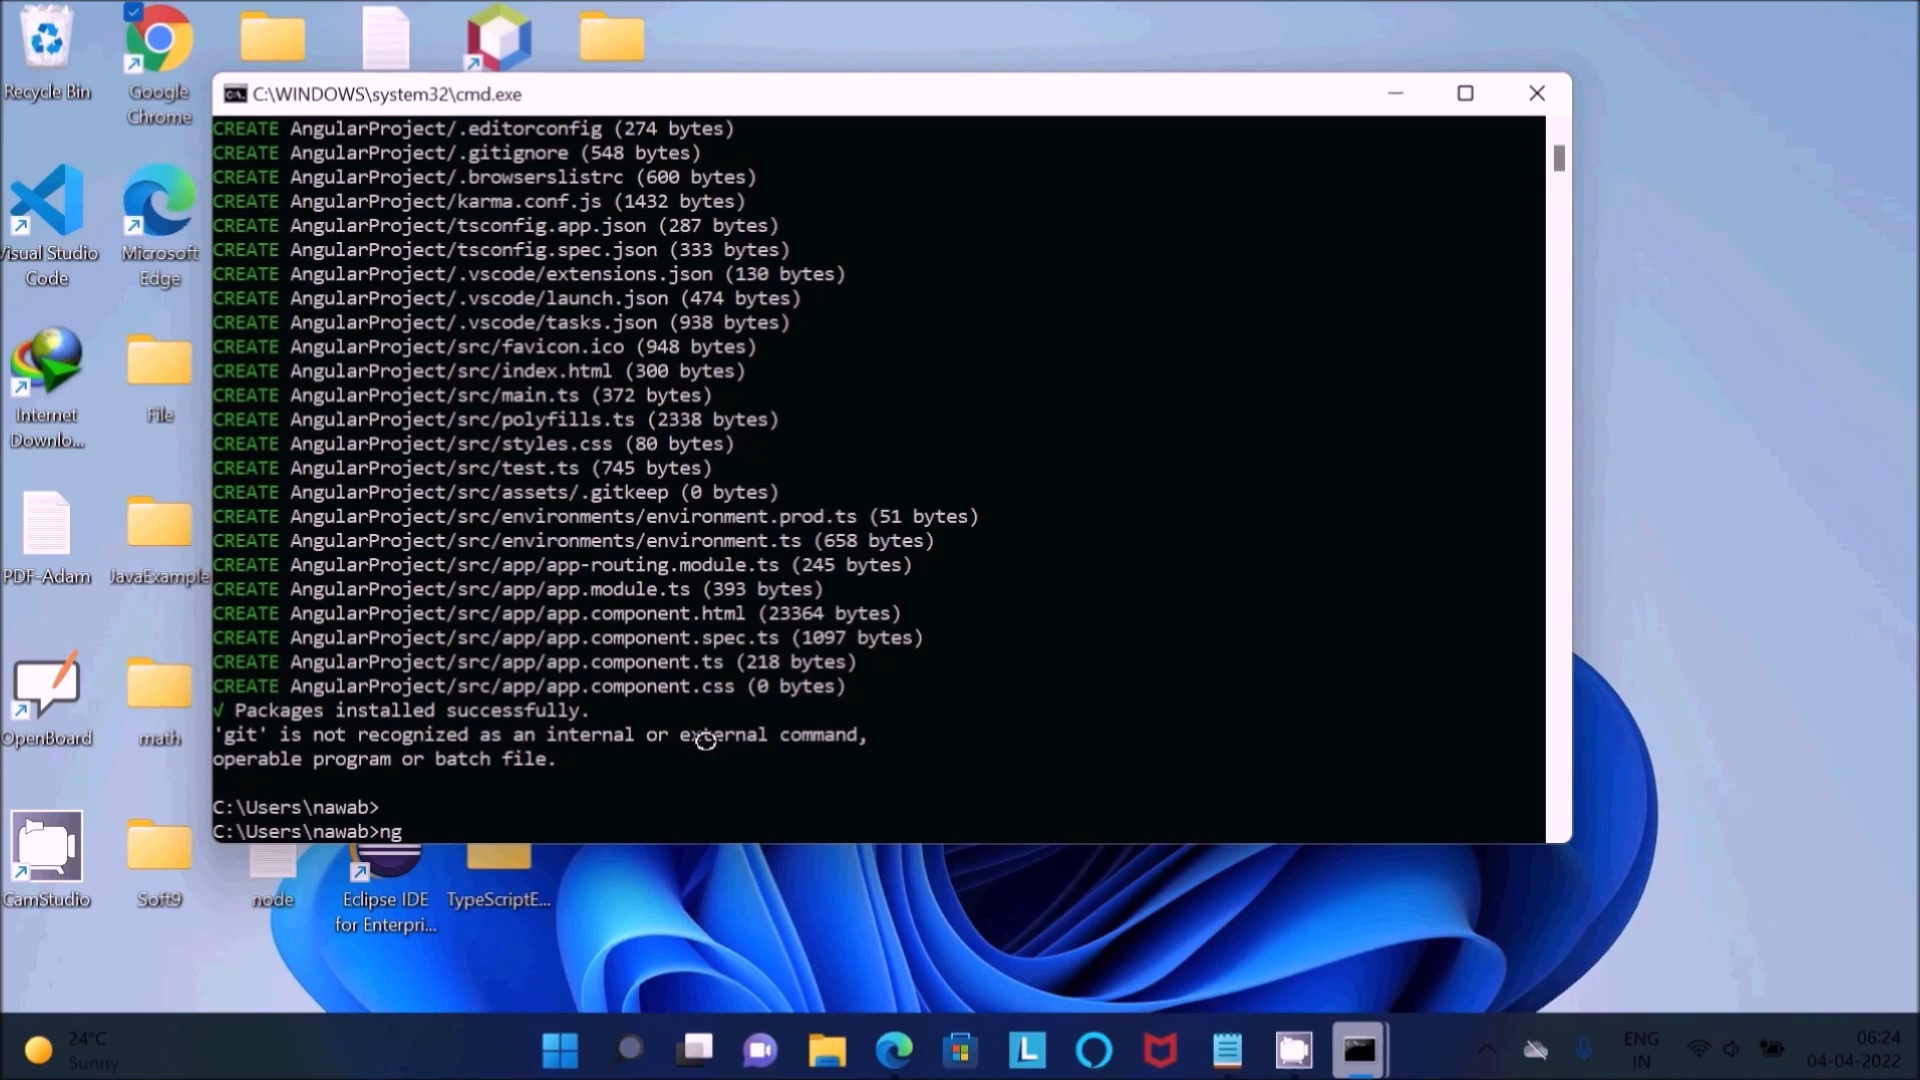 Recycle Bin
Google
Chrome
C:\WINDOWS\system32\cmd.exe
CREATE AngularProject/.editorconfig (274 bytes)
CREATE AngularProject/.gitignore (548 bytes)
CREATE AngularProject/.browserslistrc (600 bytes)
CREATE AngularProject/karma.conf.js (1432 bytes)
CREATE AngularProject/tsconfig.app.json (287 bytes)
CREATE AngularProject/tsconfig.spec.json (333 bytes)
CREATE AngularProject/.vscode/extensions.json (130 bytes)
CREATE AngularProject/.vscode/launch.json (474 bytes)
CREATE AngularProject/.vscode/tasks.json (938 bytes)
CREATE AngularProject/src/favicon.ico (948 bytes)
CREATE AngularProject/src/index.html (300 bytes)
CREATE AngularProject/src/main.ts (372 bytes)
CREATE AngularProject/src/polyfills.ts (2338 bytes)
CREATE AngularProject/src/styles.css (80 bytes)
CREATE AngularProject/src/test.ts (745 bytes)
CREATE AngularProject/src/assets/.gitkeep (0 bytes)
CREATE AngularProject/src/environments/environment.prod.ts (51 bytes)
CREATE AngularProject/src/environments/environment.ts (658 bytes)
CREATE AngularProject/src/app/app-routing.module.ts (245 bytes)
CREATE AngularProject/src/app/app.module.ts (393 bytes)
CREATE AngularProject/src/app/app.component.html (23364 bytes)
CREATE AngularProject/src/app/app.component.spec.ts (1097 bytes)
CREATE AngularProject/src/app/app.component.ts (218 bytes)
CREATE AngularProject/src/app/app.component.css (0 bytes)
√ Packages installed successfully.
'git' is not recognized as an internal or external command,
operable program or batch file.
C:\Users\nawab>
C:\Users\nawab>ng
Visual Studio
Code
Microsoft
Edge
Internet
Downlo...
File
PDF-Adam
JavaExample
OpenBoard
math
CamStudio
Soft9
node
Eclipse IDE
for Enterpri...
TypeScriptE...
24°C
Sunny
ENG
IN
06:24
04-04-2022